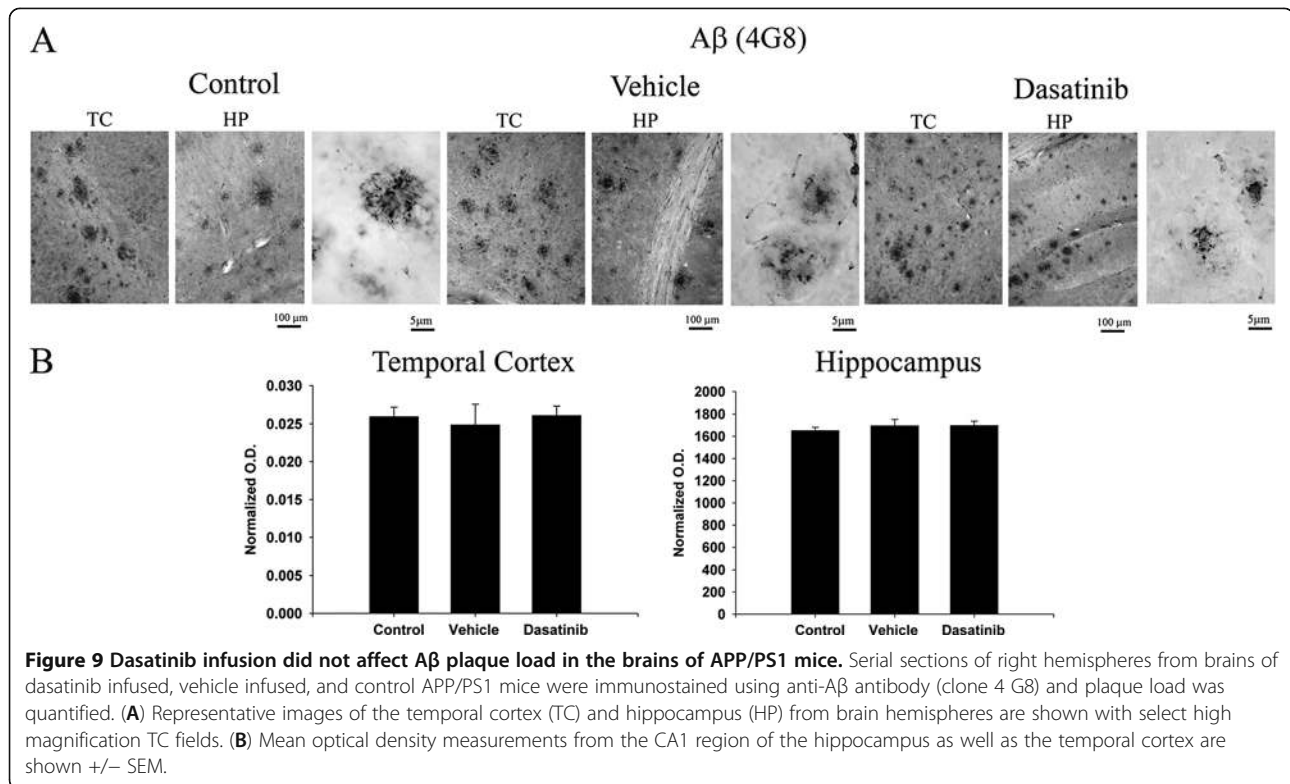 A
Aβ (4G8)
Control
Vehicle
Dasatinib
TC
HP
TC
HP
TC
HP
100 μm
5μm
100 μm
5μm
100 μm
5μm
B
Temporal Cortex
Normalized O.D.
0.030
0.025
0.020
0.015
0.010
0.005
0.000
Control
Vehicle
Dasatinib
Hippocampus
Normalized O.D.
2000
1800
1600
1400
1200
1000
800
600
400
200
0
Control
Vehicle
Dasatinib
Figure 9 Dasatinib infusion did not affect Aβ plaque load in the brains of APP/PS1 mice. Serial sections of right hemispheres from brains of
dasatinib infused, vehicle infused, and control APP/PS1 mice were immunostained using anti-Aβ antibody (clone 4 G8) and plaque load was
quantified. (A) Representative images of the temporal cortex (TC) and hippocampus (HP) from brain hemispheres are shown with select high
magnification TC fields. (B) Mean optical density measurements from the CA1 region of the hippocampus as well as the temporal cortex are
shown +/− SEM.